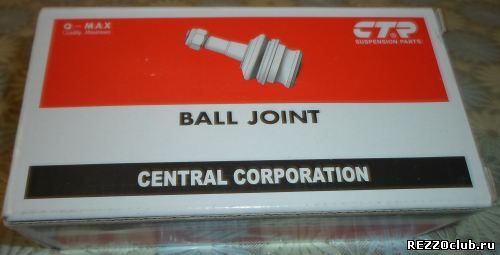 Q-MAX
Quality Maximum
CTR
SUSPENSION PARTS
BALL JOINT
CENTRAL CORPORATION
REZZOclub.ru